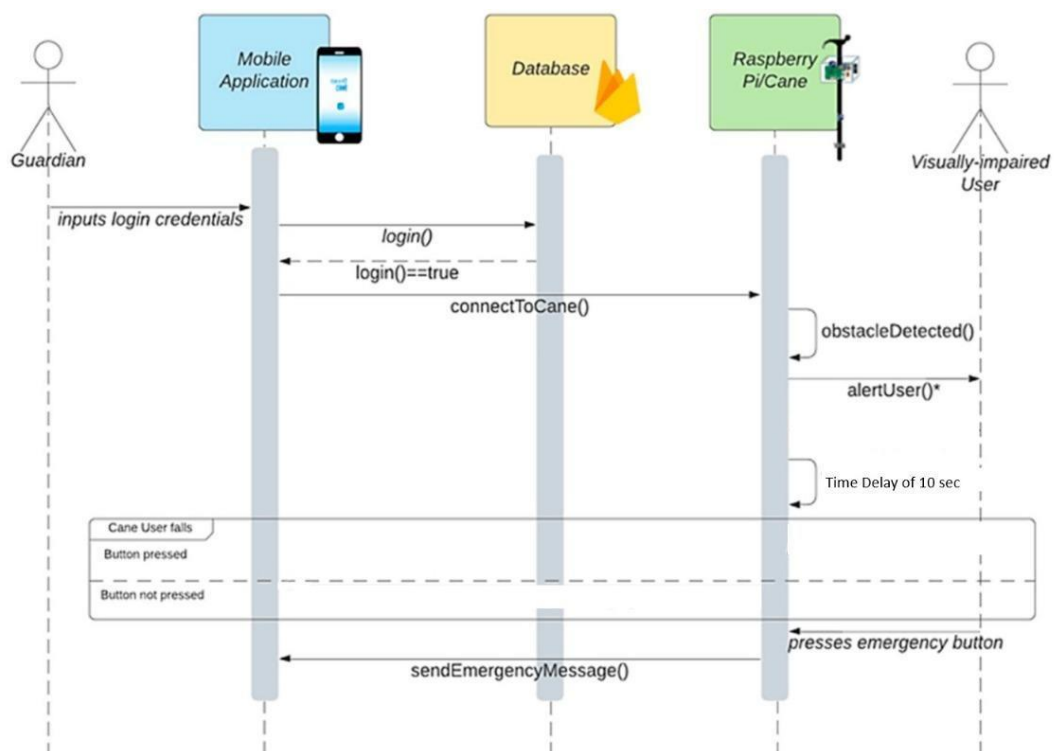 Mobile
Application
Database
Raspberry
Pi/Cane
Guardian
Visually-impaired
User
inputs login credentials
login()
login()==true
connectToCane()
obstacleDetected()
alertUser()*
Time Delay of 10 sec
Cane User falls
Button pressed
Button not pressed
presses emergency button
sendEmergencyMessage()